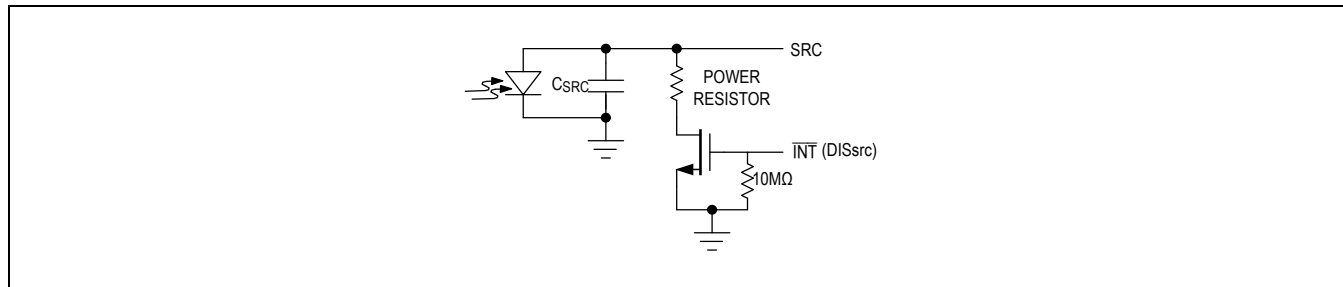 SRC
CSRC
POWER
RESISTOR
INT (DISsrc)
10MΩ